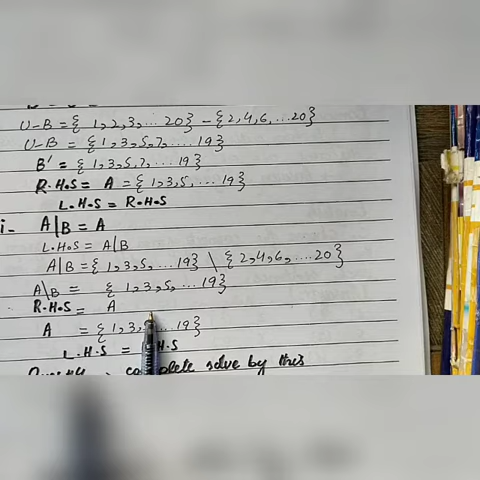 U-B = { 1,2,3,... 20} - {2,4,6, ...20}
U-B = {1,3,5,7,.... 19}
B' = {1,3,5,7, ... 19}
R.H.S = A = {1,3,5, .... 19}
L.H.S = R.H.S
i- A|B = A
L.H.S = A|B
A|B = {1,3,5,... 19} \ {2,4,6, ....20}
A\B = {1,3,5, ... 19}
R.H.S = A
A = {1,3, ...19}
L.H.S = H.S
solve by this